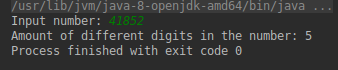 /usr/lib/jvm/java-8-openjdk-amd64/bin/java ...
Input number: 41852
Amount of different digits in the number: 5
Process finished with exit code 0